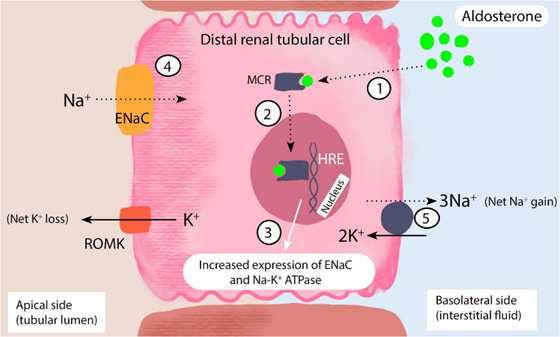 Aldosterone
Distal renal tubular cell
4
MCR
1
Na⁺
ENaC
2
HRE
Nucleus
3Na⁺ (Net Na⁺ gain)
(Net K⁺ loss)
K⁺
ROMK
3
2K⁺
5
Increased expression of ENaC
and Na-K⁺ ATPase
Apical side
(tubular lumen)
Basolateral side
(interstitial fluid)